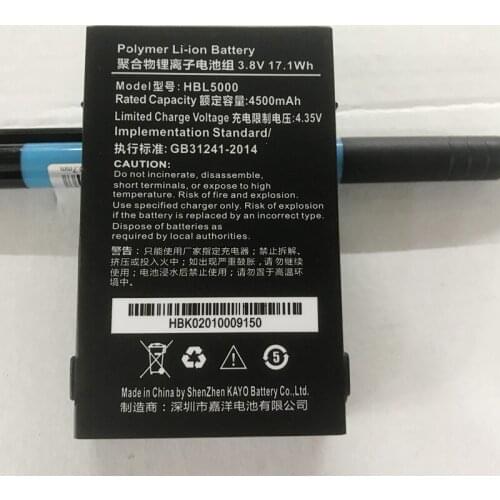 Polymer Li-ion Battery
聚合物锂离子电池组 3.8V 17.1Wh
Model/型号: HBL5000
Rated Capacity 额定容量:4500mAh
Limited Charge Voltage 充电限制电压:4.35V
Implementation Standard/
执行标准: GB31241-2014
CAUTION:
Do not incinerate, disassemble,
short terminals, or expose to high
temperature. Risk of fire and explosion.
Use specified charger only. Risk of explosion
if the battery is replaced by an incorrect type.
Dispose of batteries as
required by local authorities.
警告: 只能使用厂家指定充电器; 禁止拆解、
挤压或投入火中; 如出现严重鼓胀, 请勿继续
使用; 电池浸水后禁止使用; 请勿置于高温环
境中。
HBK02010009150
5
Made in China by ShenZhen KAYO Battery Co.,Ltd.
制造商: 深圳市嘉洋电池有限公司